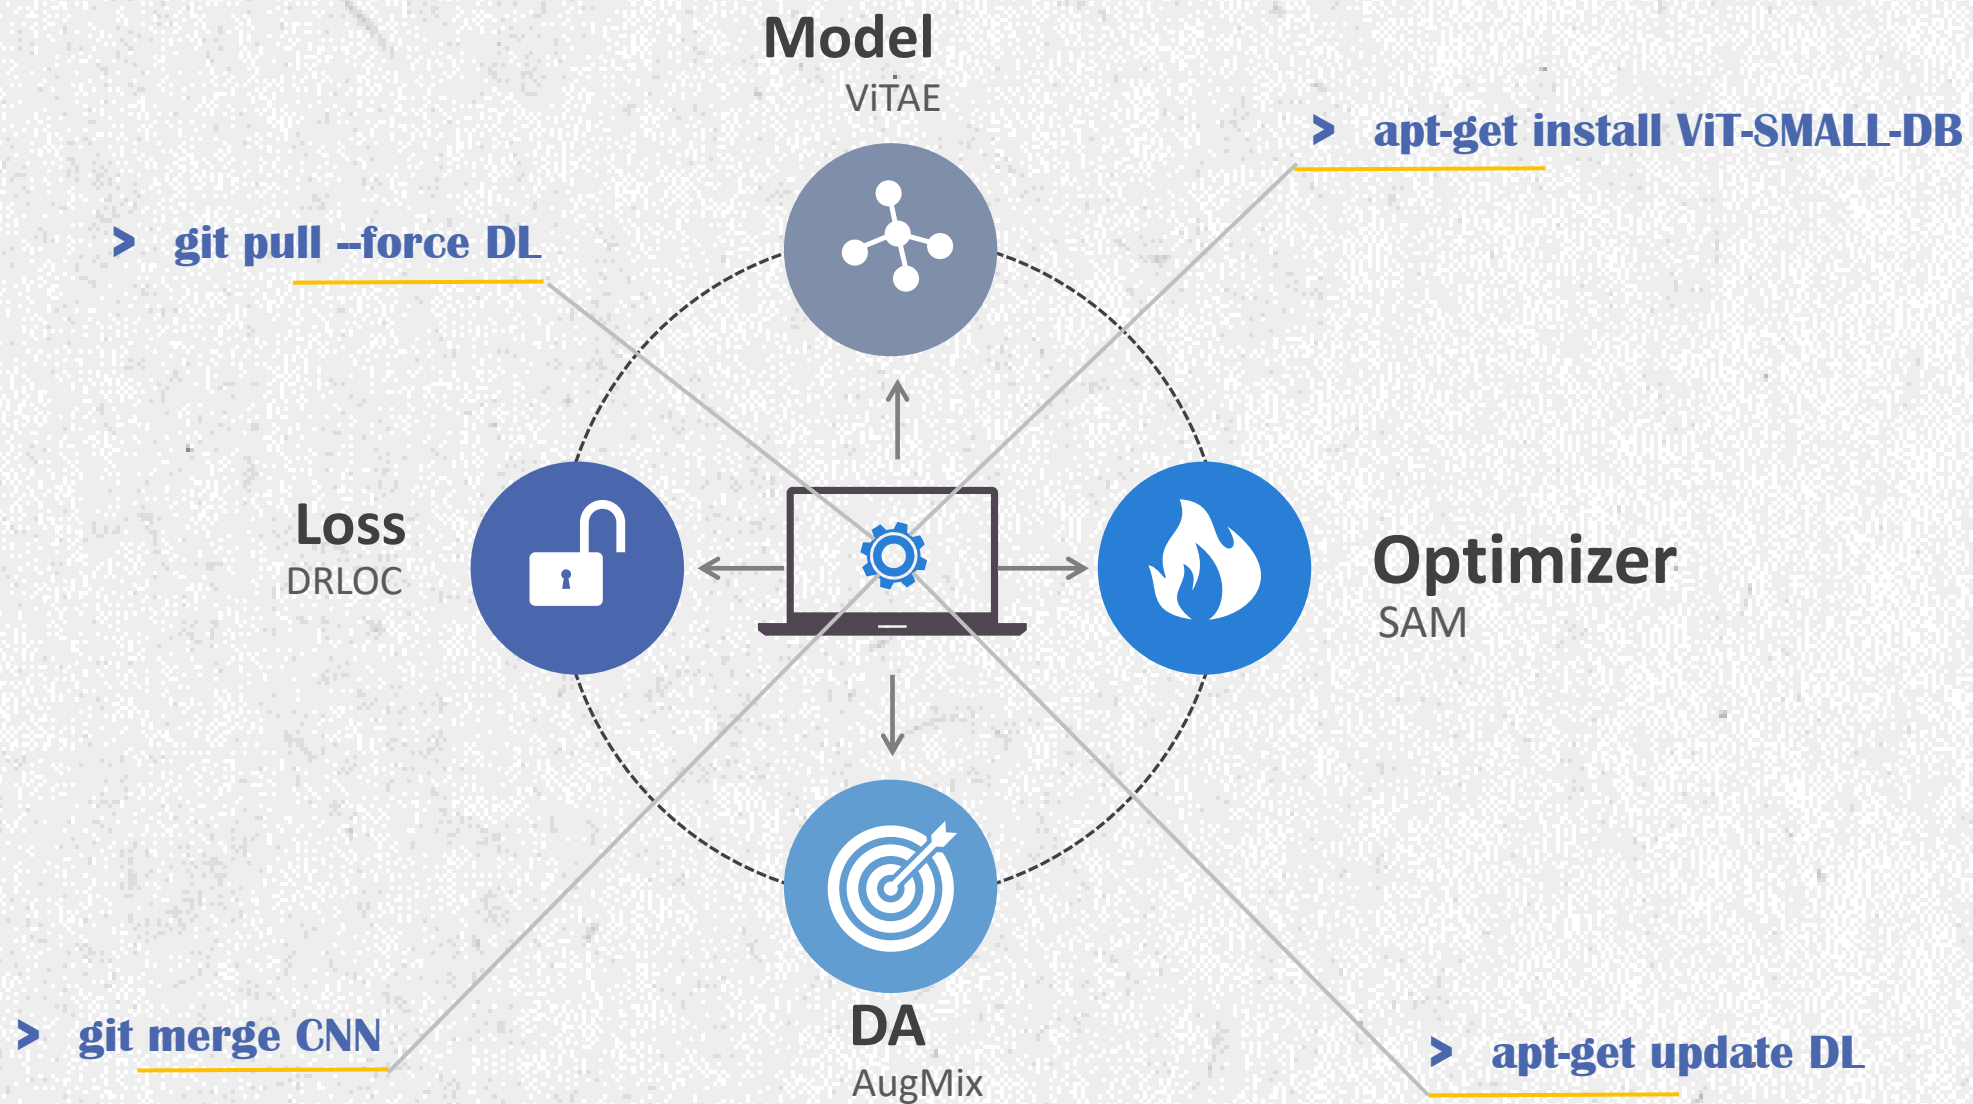 Model
ViTAE
> apt-get install ViT-SMALL-DB
> git pull –force DL
Loss
DRLOC
Optimizer
SAM
DA
AugMix
> git merge CNN
> apt-get update DL